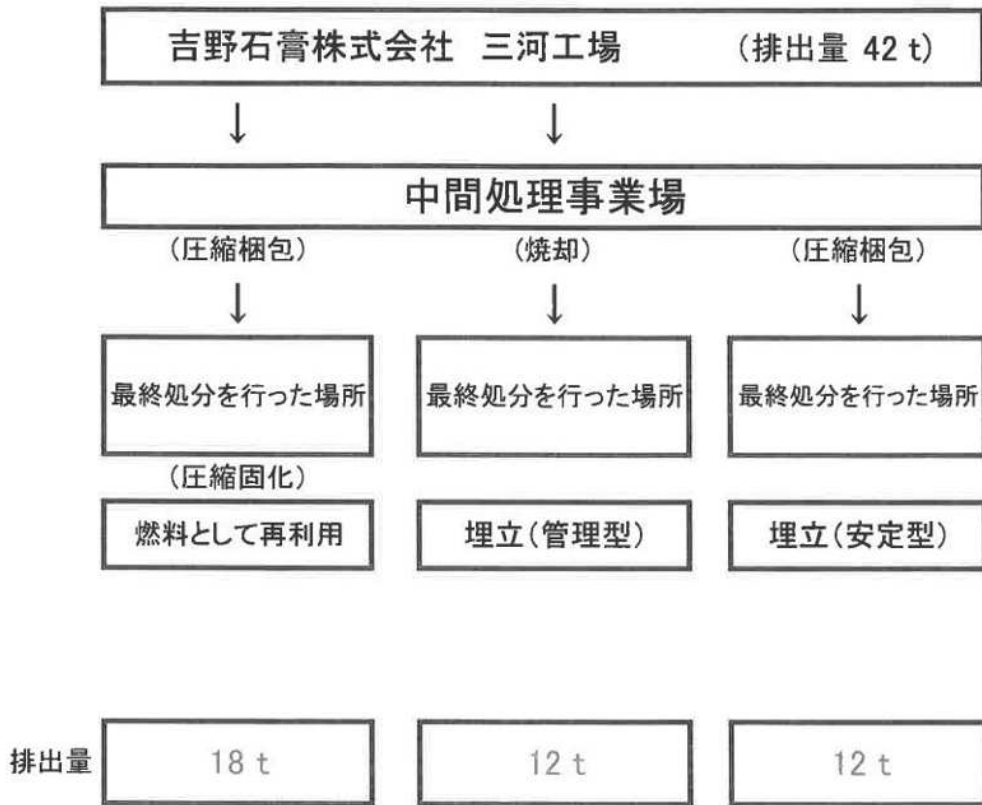 吉野石膏株式会社 三河工場 (排出量 42 t)
↓ ↓
中間処理事業場
(圧縮梱包) (焼却) (圧縮梱包)
↓ ↓ ↓
最終処分を行った場所 最終処分を行った場所 最終処分を行った場所
(圧縮固化)
燃料として再利用 埋立(管理型) 埋立(安定型)
排出量 18 t 12 t 12 t